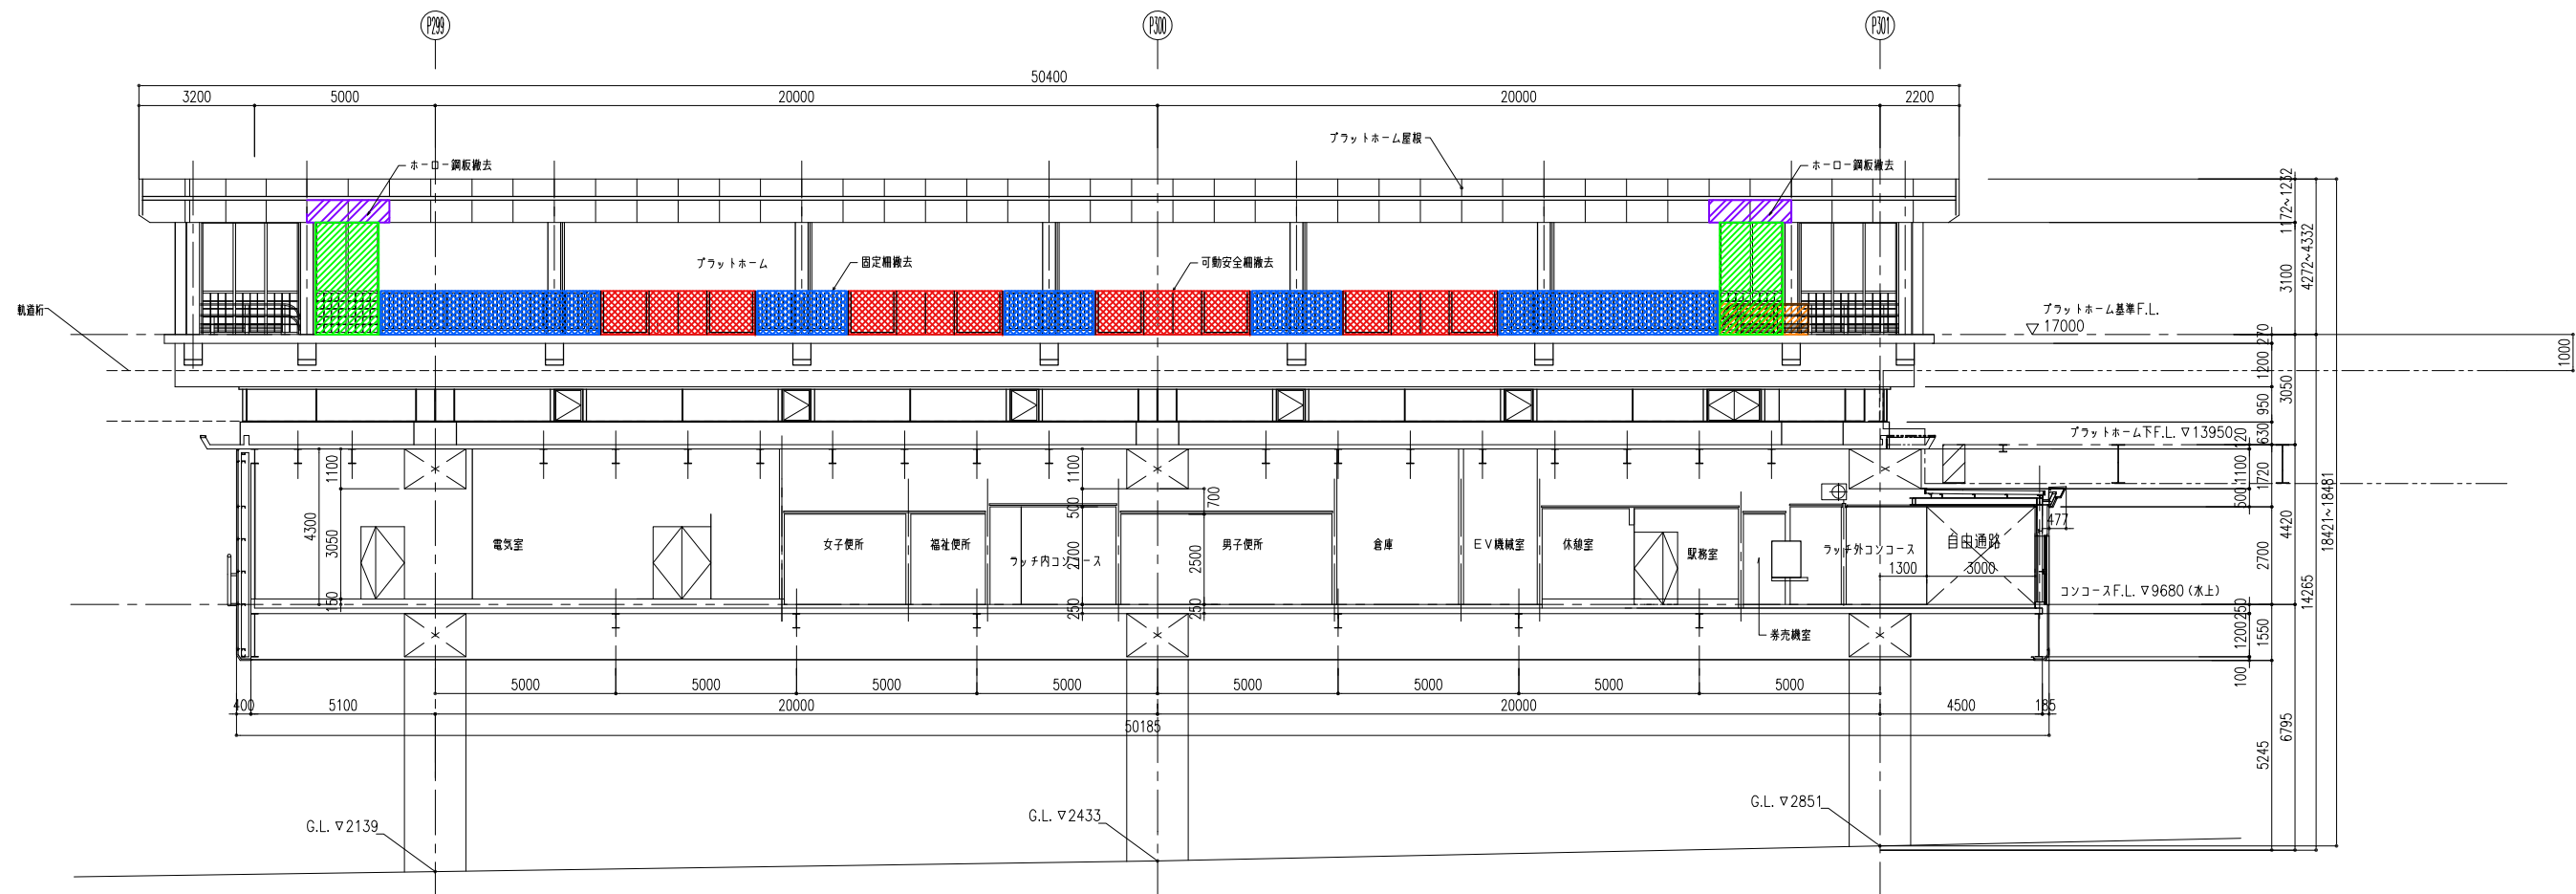 P299
P300
P301
50400
3200
5000
20000
20000
2200
プラットホーム屋根
ホーロー鋼板撤去
ホーロー鋼板撤去
1172~1232
3100
4272~4332
18421~18481
プラットホーム
固定柵撤去
可動安全柵撤去
軌道桁
プラットホーム基準F.L.
▽ 17000
270
1200
3050
1000
950
630
プラットホーム下F.L. ▽13950
120
1100
1720
500
1100
4300
3050
150
1100
500
2700
250
700
2500
250
電気室
女子便所
福祉便所
ラッチ内コンコース
男子便所
倉庫
EV機械室
休憩室
駅務室
ラッチ外コンコース
自由通路
券売機室
477
1300
3000
4420
2700
14265
コンコースF.L. ▽9680 (水上)
250
1200
1550
100
5000
5000
5000
5000
5000
5000
5000
5000
400
5100
20000
20000
4500
185
50185
5245
6795
G.L. ▽2139
G.L. ▽2433
G.L. ▽2851